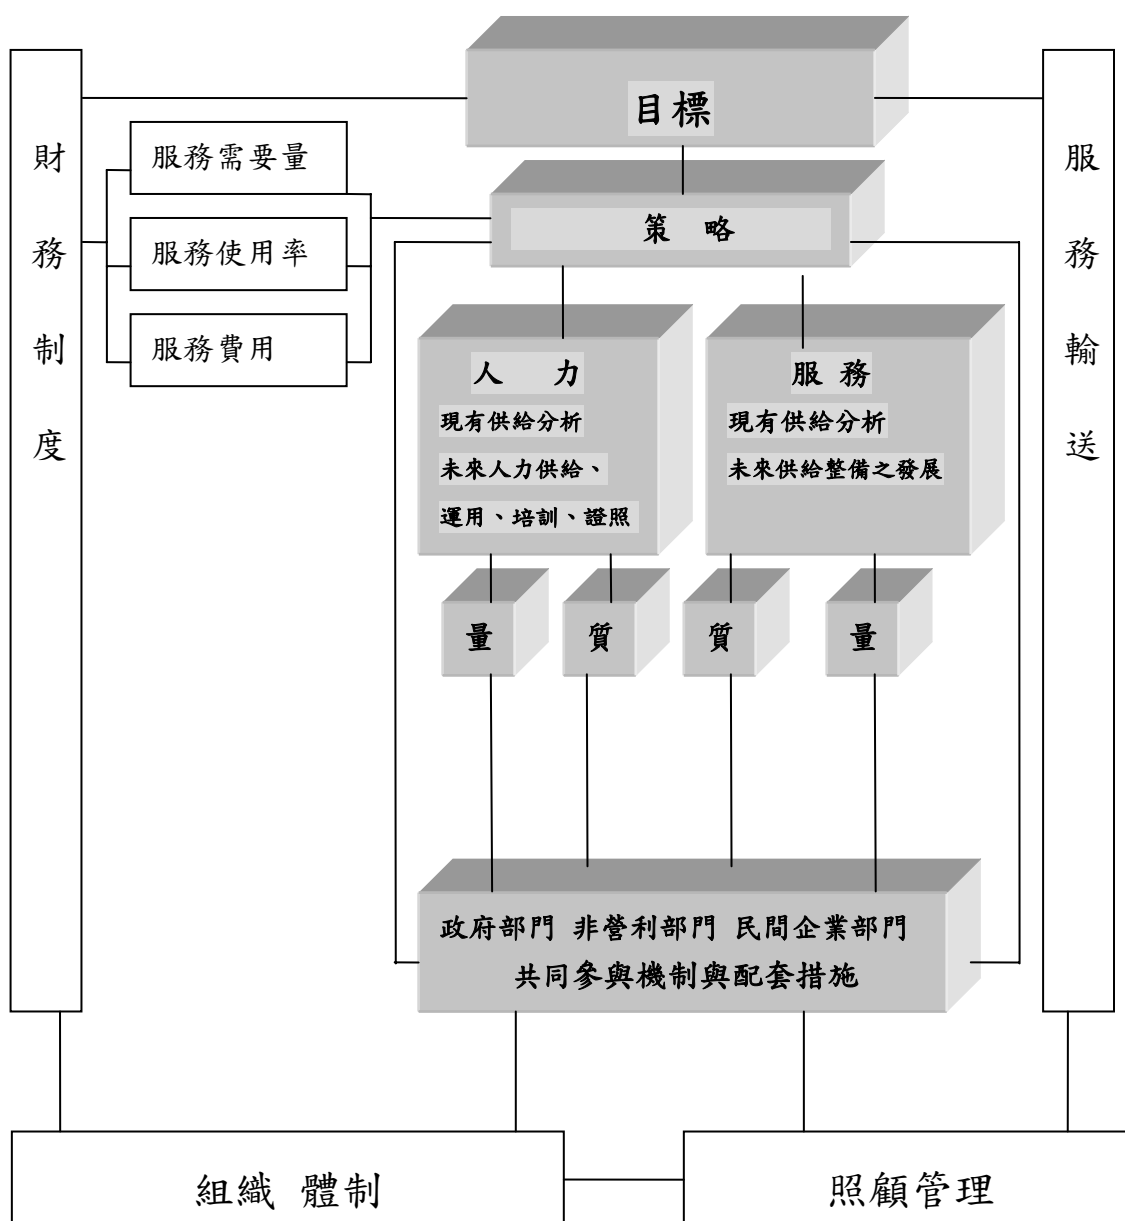 目標
財務制度
服務輸送
服務需要量
服務使用率
服務費用
策 略
人 力
現有供給分析
未來人力供給、
運用、培訓、證照
服 務
現有供給分析
未來供給整備之發展
量
質
質
量
政府部門 非營利部門 民間企業部門
共同參與機制與配套措施
組織 體制
照顧管理